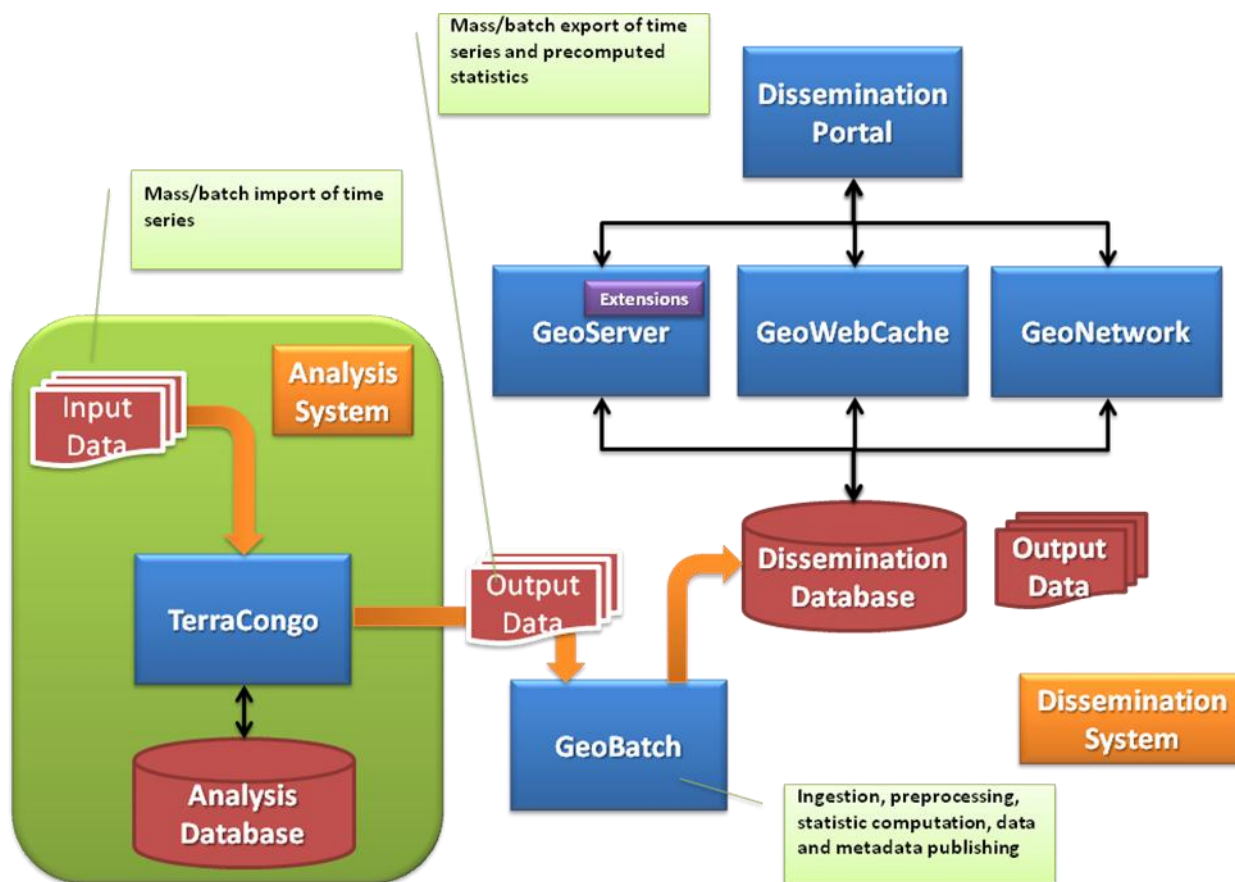 Mass/batch export of time
series and precomputed
statistics
Dissemination
Portal
Mass/batch import of time
series
Extensions
GeoServer
GeoWebCache
GeoNetwork
Analysis
System
Input
Data
TerraCongo
Output
Data
Dissemination
Database
Output
Data
GeoBatch
Dissemination
System
Analysis
Database
Ingestion, preprocessing,
statistic computation, data
and metadata publishing